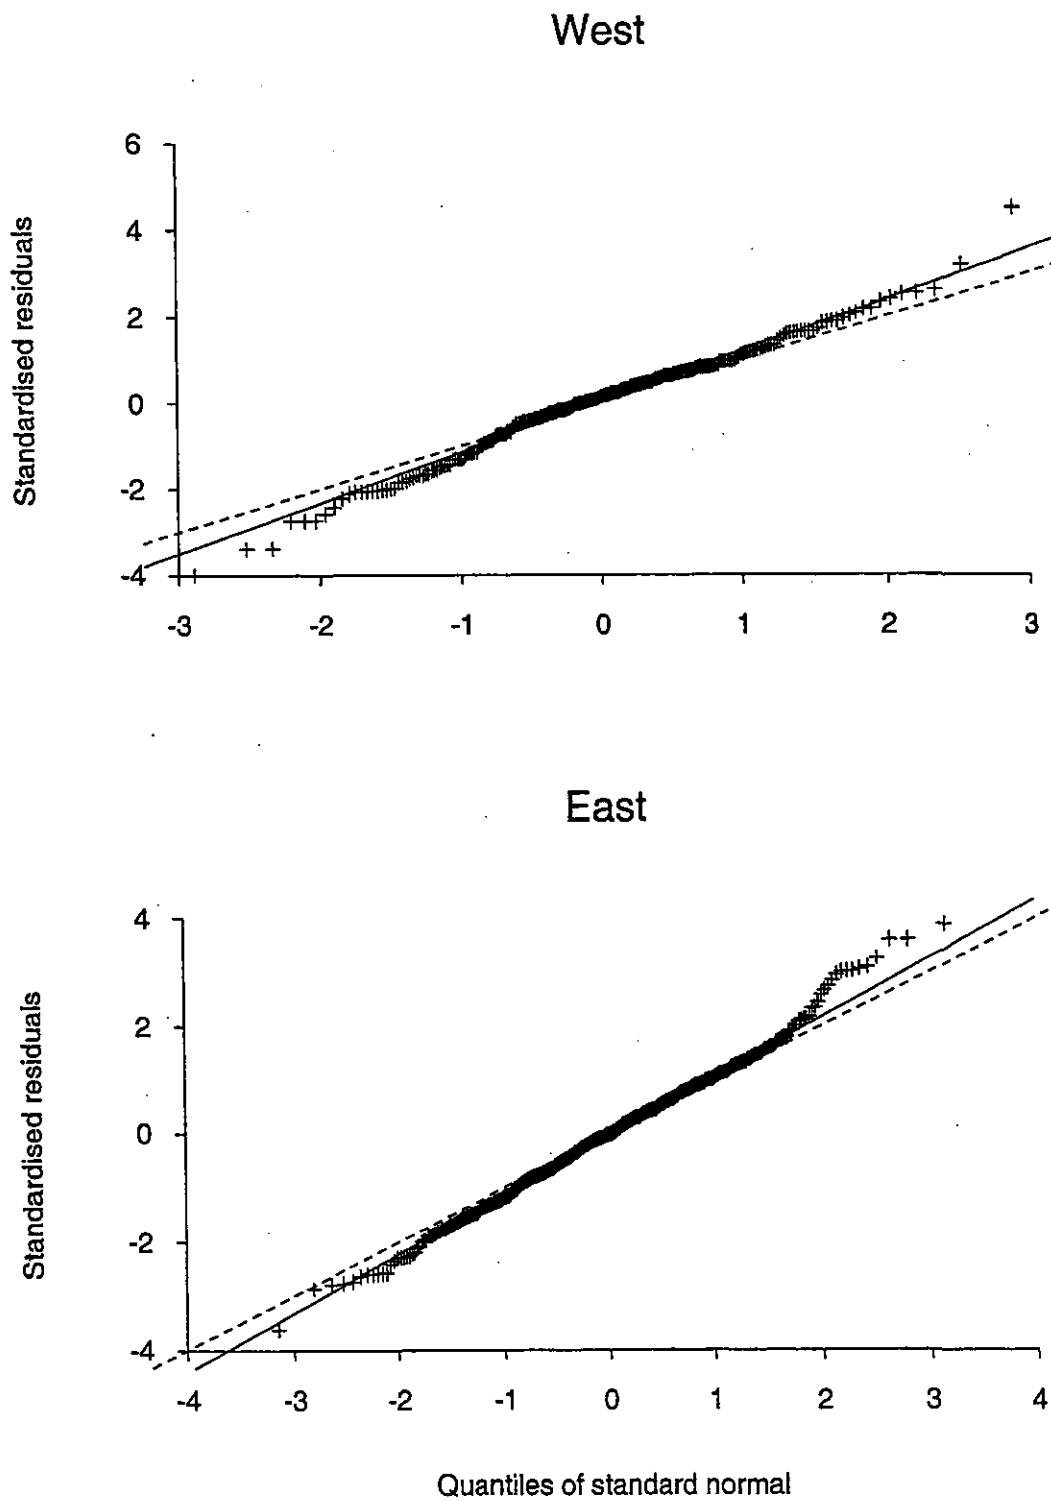 West
Standardised residuals
6
4
2
0
-2
-4
-3 -2 -1 0 1 2 3
East
Standardised residuals
4
2
0
-2
-4
-4 -3 -2 -1 0 1 2 3 4
Quantiles of standard normal